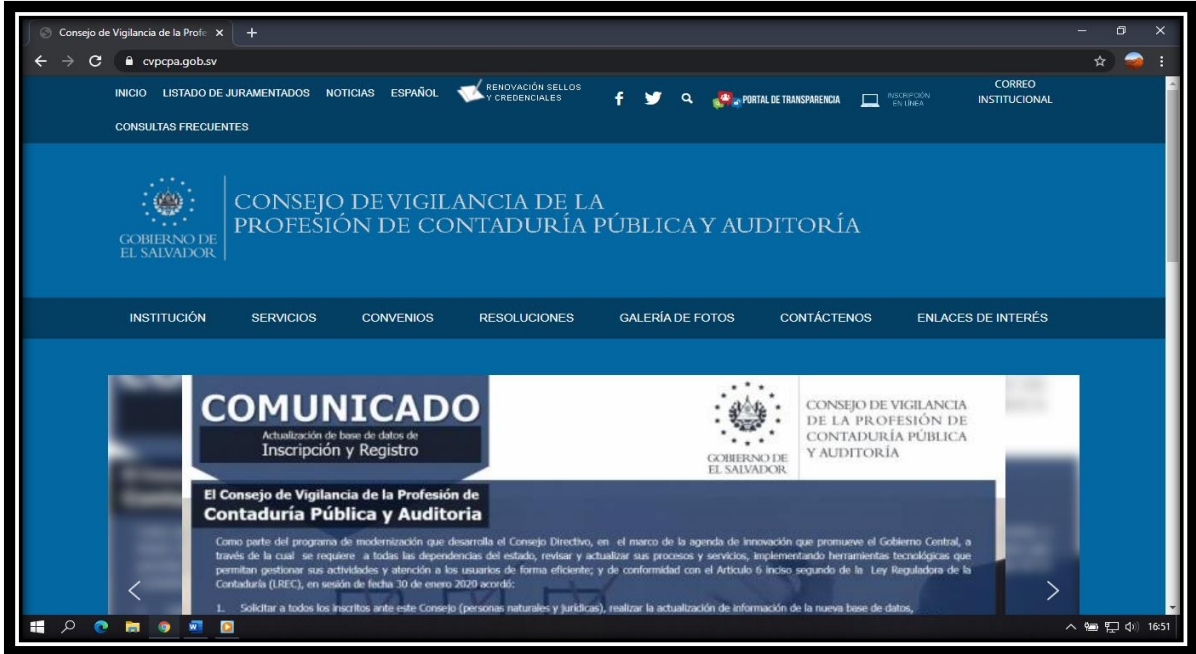 Consejo de Vigilancia de la Profe
cvpcpa.gob.sv
INICIO LISTADO DE JURAMENTADOS NOTICIAS ESPAÑOL RENOVACIÓN SELLOS
Y CREDENCIALES
PORTAL DE TRANSPARENCIA
INSCRIPCIÓN
EN LÍNEA
CORREO
INSTITUCIONAL
CONSULTAS FRECUENTES
GOBIERNO DE
EL SALVADOR
CONSEJO DE VIGILANCIA DE LA
PROFESIÓN DE CONTADURÍA PÚBLICA Y AUDITORÍA
INSTITUCIÓN SERVICIOS CONVENIOS RESOLUCIONES GALERÍA DE FOTOS CONTÁCTENOS ENLACES DE INTERÉS
COMUNICADO
Actualización de base de datos de
Inscripción y Registro
GOBIERNO DE
EL SALVADOR
CONSEJO DE VIGILANCIA
DE LA PROFESIÓN DE
CONTADURÍA PÚBLICA
Y AUDITORÍA
El Consejo de Vigilancia de la Profesión de
Contaduría Pública y Auditoria
Como parte del programa de modernización que desarrolla el Consejo Directivo, en el marco de la agenda de innovación que promueve el Gobierno Central, a
través de la cual se requiere a todas las dependencias del estado, revisar y actualizar sus procesos y servicios, implementando herramientas tecnológicas que
permitan gestionar sus actividades y atención a los usuarios de forma eficiente; y de conformidad con el Artículo 6 inciso segundo de la Ley Reguladora de la
Contaduría (LREC), en sesión de fecha 30 de enero 2020 acordó:
1. Solicitar a todos los inscritos ante este Consejo (personas naturales y jurídicas), realizar la actualización de información de la nueva base de datos,
16:51